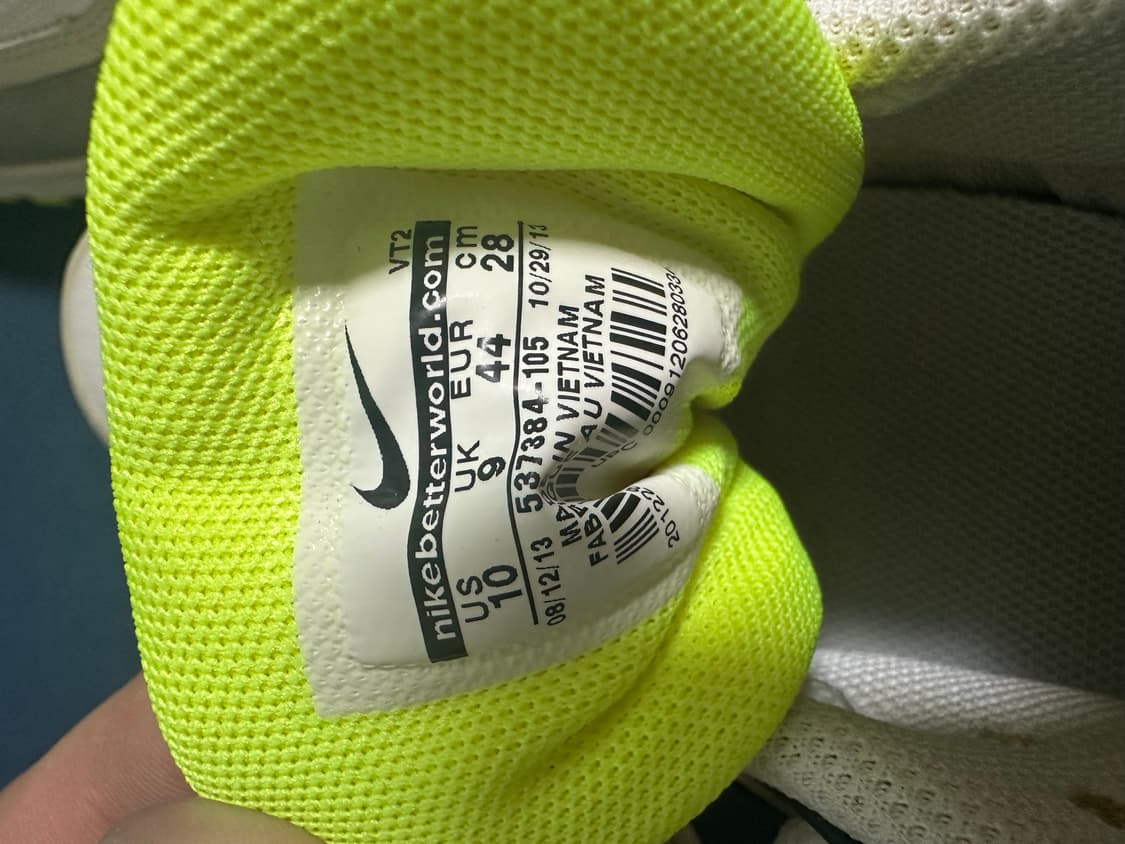 VT2
nikebetterworld.com
US UK EUR cm
10 9 44 28
08/12/13 537384-105 10/29/13
IN VIETNAM
AU VIETNAM